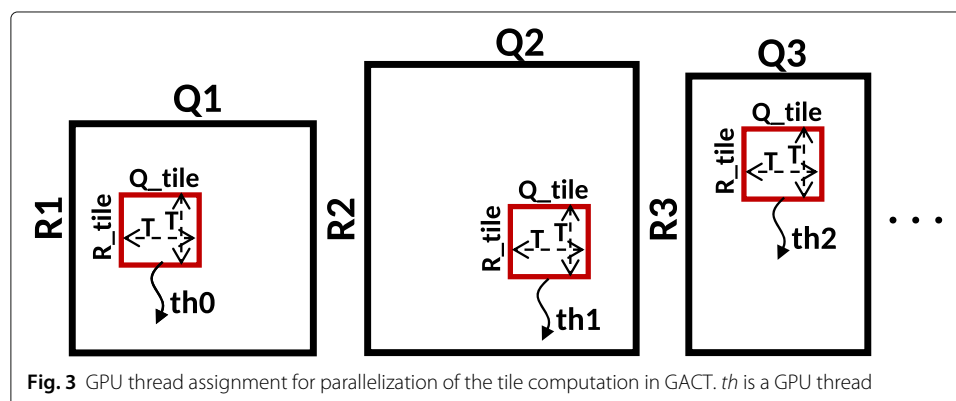 Q1
R1
Q_tile
R_tile
T
T
th0
Q2
R2
Q_tile
R_tile
T
T
th1
Q3
R3
Q_tile
R_tile
T
T
th2
...
Fig. 3 GPU thread assignment for parallelization of the tile computation in GACT. th is a GPU thread